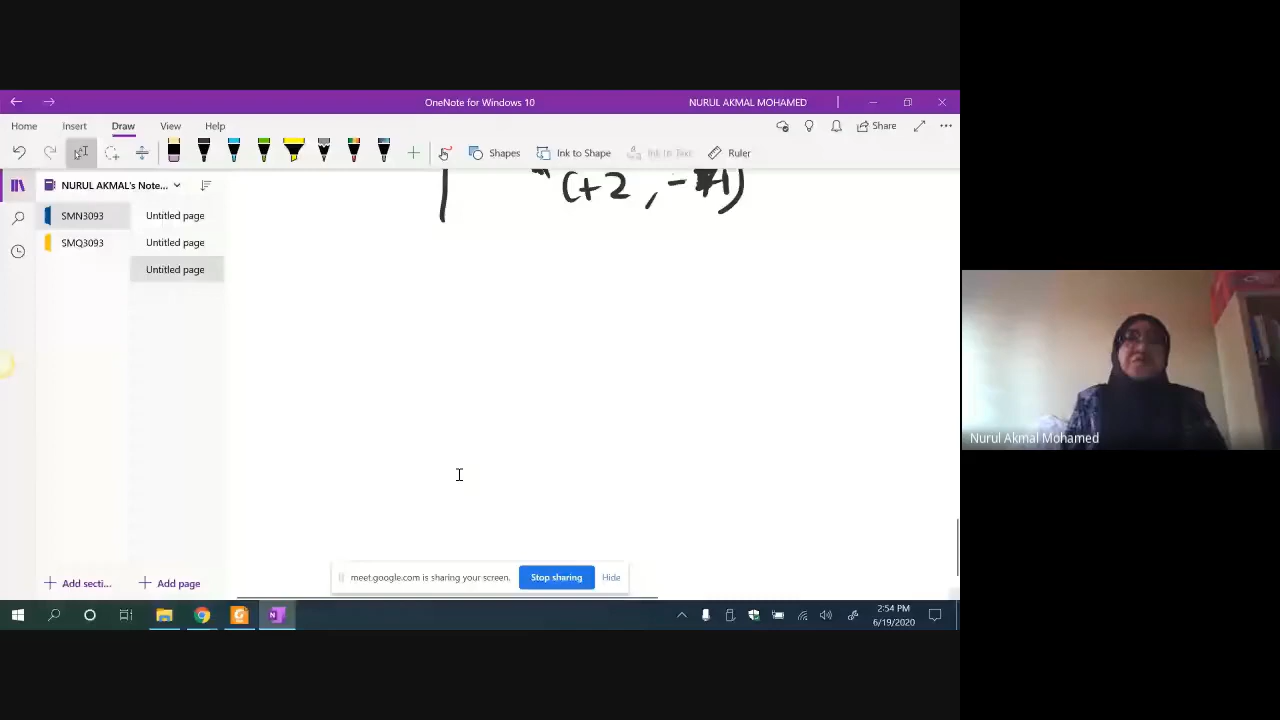 OneNote for Windows 10
NURUL AKMAL MOHAMED
Home Insert Draw View Help
Share
Shapes Ink to Shape Ink to Text Ruler
NURUL AKMAL's Note...
SMN3093
SMQ3093
Untitled page
Untitled page
Untitled page
(+2, -1)
Nurul Akmal Mohamed
Add secti... Add page
meet.google.com is sharing your screen. Stop sharing Hide
2:54 PM
6/19/2020